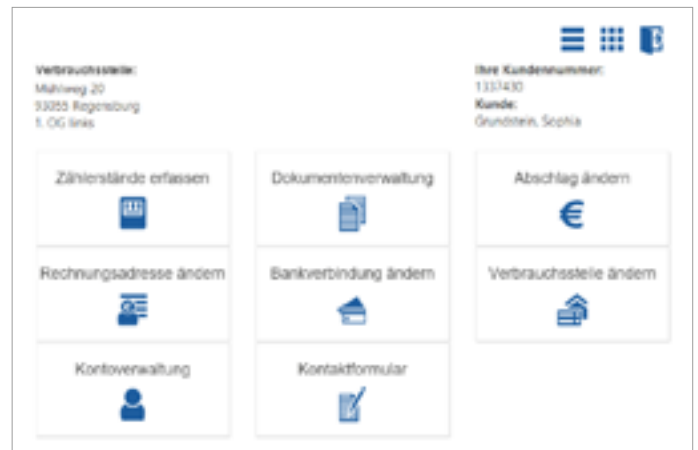 Verbrauchsstelle:
Mühlweg 20
93055 Regensburg
1. OG links
Ihre Kundennummer:
1337430
Kunde:
Grundstein, Sophia
Zählerstände erfassen
Dokumentenverwaltung
Abschlag ändern
Rechnungsadresse ändern
Bankverbindung ändern
Verbrauchsstelle ändern
Kontoverwaltung
Kontaktformular